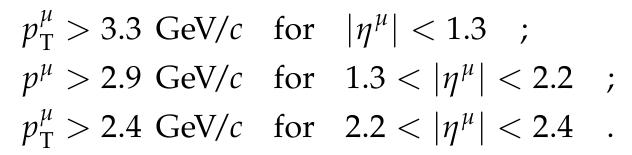 p_T^μ > 3.3 GeV/c for |η^μ| < 1.3 ;
p^μ > 2.9 GeV/c for 1.3 < |η^μ| < 2.2 ;
p_T^μ > 2.4 GeV/c for 2.2 < |η^μ| < 2.4 .